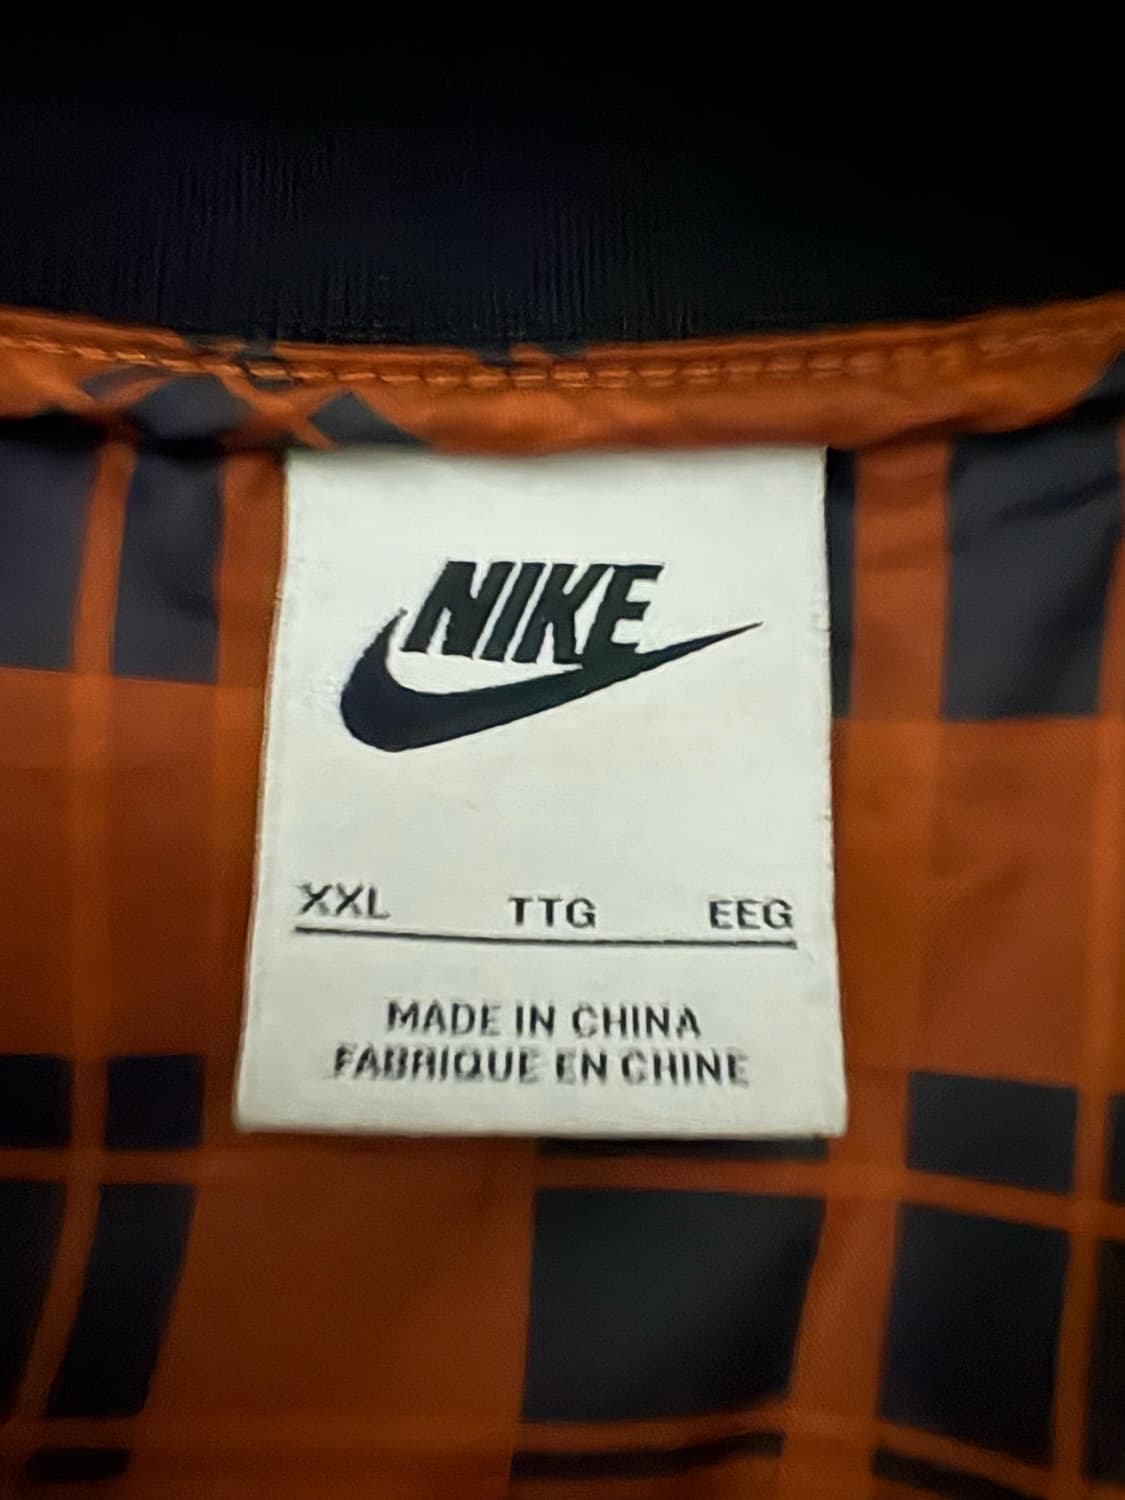 NIKE
XXL TTG EEG
MADE IN CHINA
FABRIQUE EN CHINE